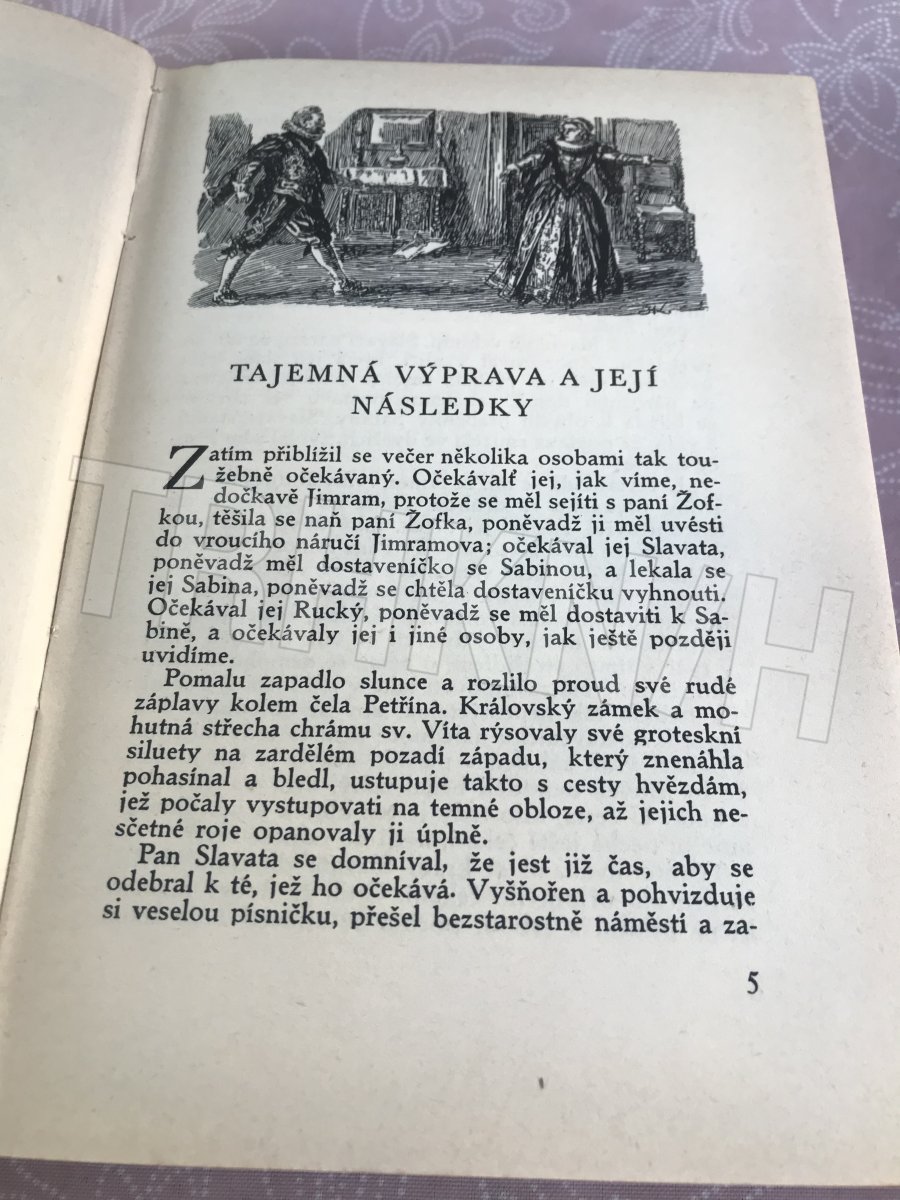 TAJEMNÁ VÝPRAVA A JEJÍ
NÁSLEDKY
Zatím přiblížil se večer několika osobami tak tou-
žebně očekávaný. Očekávalť jej, jak víme, ne-
dočkavě Jimram, protože se měl sejíti s paní Žof-
kou, těšila se naň paní Žofka, poněvadž ji měl uvésti
do vroucího náručí Jimramova; očekával jej Slavata,
poněvadž měl dostaveníčko se Sabinou, a lekala se
jej Sabina, poněvadž se chtěla dostaveníčku vyhnouti.
Očekával jej Rucký, poněvadž se měl dostaviti k Sa-
bině, a očekávaly jej i jiné osoby, jak ještě později
uvidíme.
Pomalu zapadlo slunce a rozlilo proud své rudé
záplavy kolem čela Petřína. Královský zámek a mo-
hutná střecha chrámu sv. Víta rýsovaly své groteskní
siluety na zardělém pozadí západu, který znenáhla
pohasínal a bledl, ustupuje takto s cesty hvězdám,
jež počaly vystupovati na temné obloze, až jejich ne-
sčetné roje opanovaly ji úplně.
Pan Slavata se domníval, že jest již čas, aby se
odebral k té, jež ho očekává. Vyšňořen a pohvizduje
si veselou písničku, přešel bezstarostně náměstí a za-
5
TRHKNIH